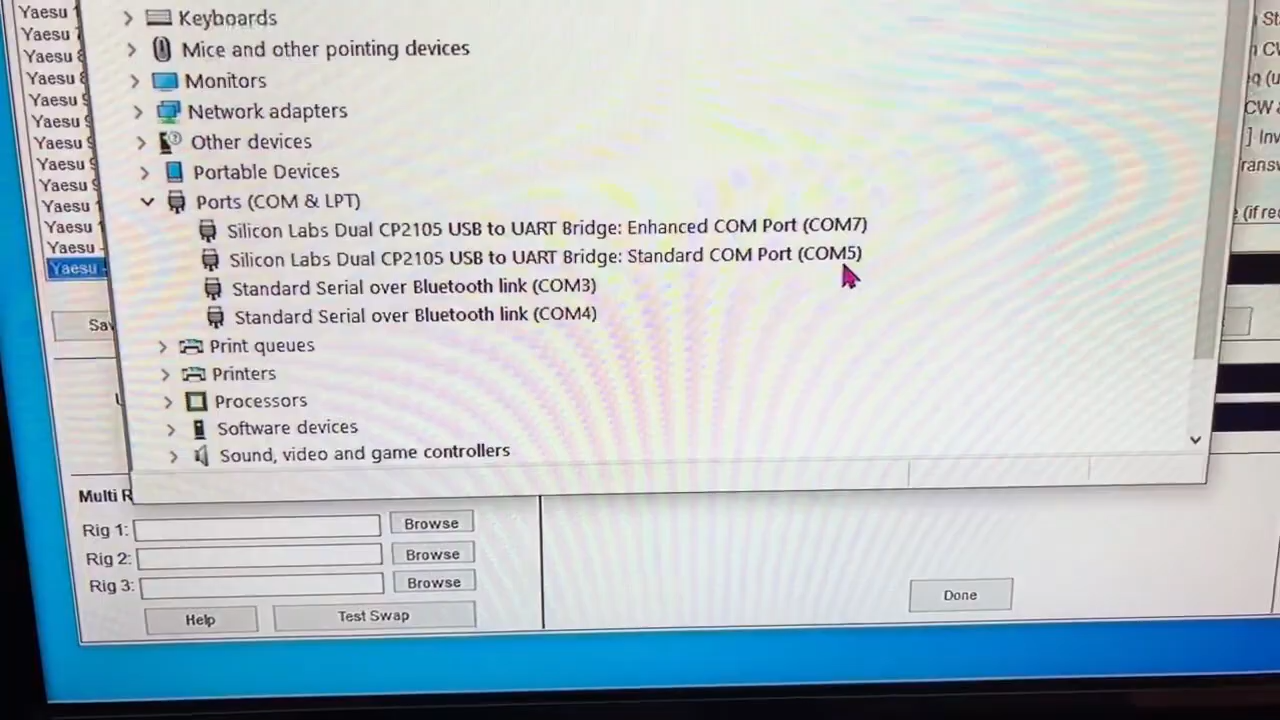 Yaesu
Yaesu
Yaesu
Yaesu
Yaesu
Yaesu
Yaesu
Yaesu
Yaesu
Yaesu
Yaesu
Yaesu -
Yaesu -
Keyboards
Mice and other pointing devices
Monitors
Network adapters
Other devices
Portable Devices
Ports (COM & LPT)
Silicon Labs Dual CP2105 USB to UART Bridge: Enhanced COM Port (COM7)
Silicon Labs Dual CP2105 USB to UART Bridge: Standard COM Port (COM5)
Standard Serial over Bluetooth link (COM3)
Standard Serial over Bluetooth link (COM4)
Print queues
Printers
Processors
Software devices
Sound, video and game controllers
Multi R
Rig 1:
Browse
Rig 2:
Browse
Rig 3:
Browse
Help
Test Swap
Done